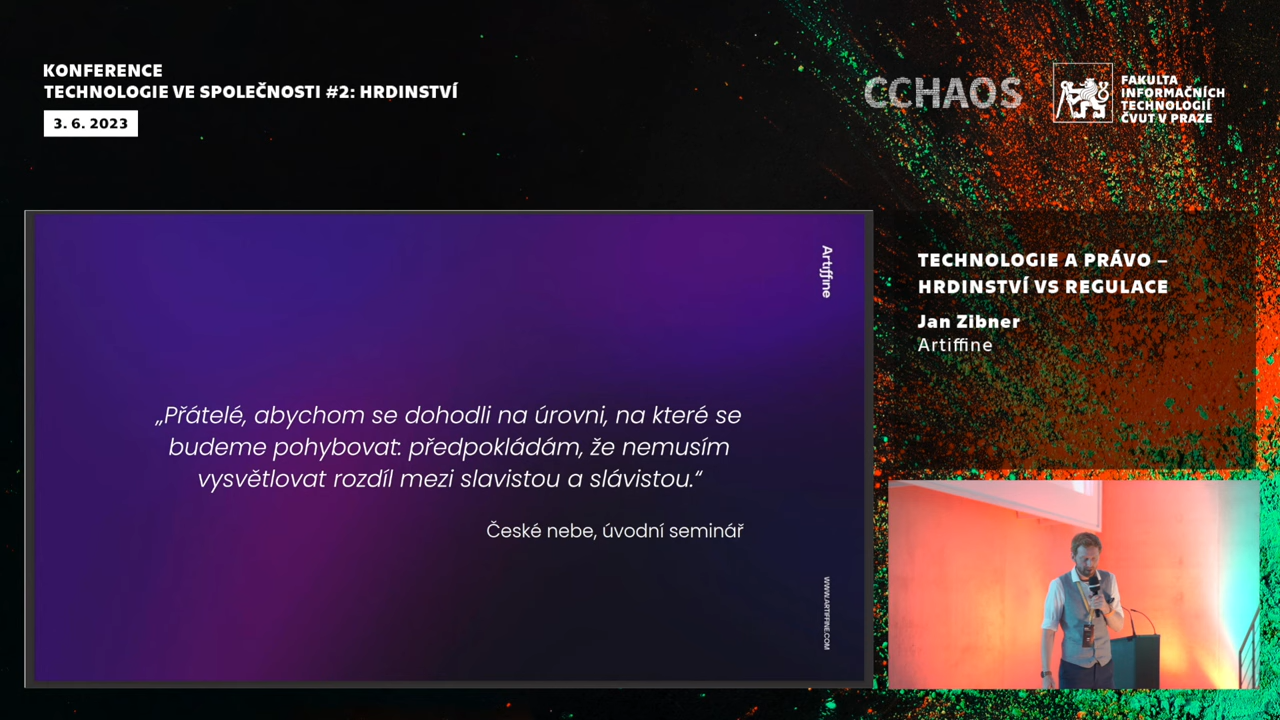 KONFERENCE
TECHNOLOGIE VE SPOLEČNOSTI #2: HRDINSTVÍ
3. 6. 2023
CCHAOS
FAKULTA
INFORMAČNÍCH
TECHNOLOGIÍ
ČVUT V PRAZE
Artiffine
„Přátelé, abychom se dohodli na úrovni, na které se
budeme pohybovat: předpokládám, že nemusím
vysvětlovat rozdíl mezi slavistou a slávistou.“
České nebe, úvodní seminář
WWW.ARTIFFINE.COM
TECHNOLOGIE A PRÁVO –
HRDINSTVÍ VS REGULACE
Jan Zibner
Artiffine